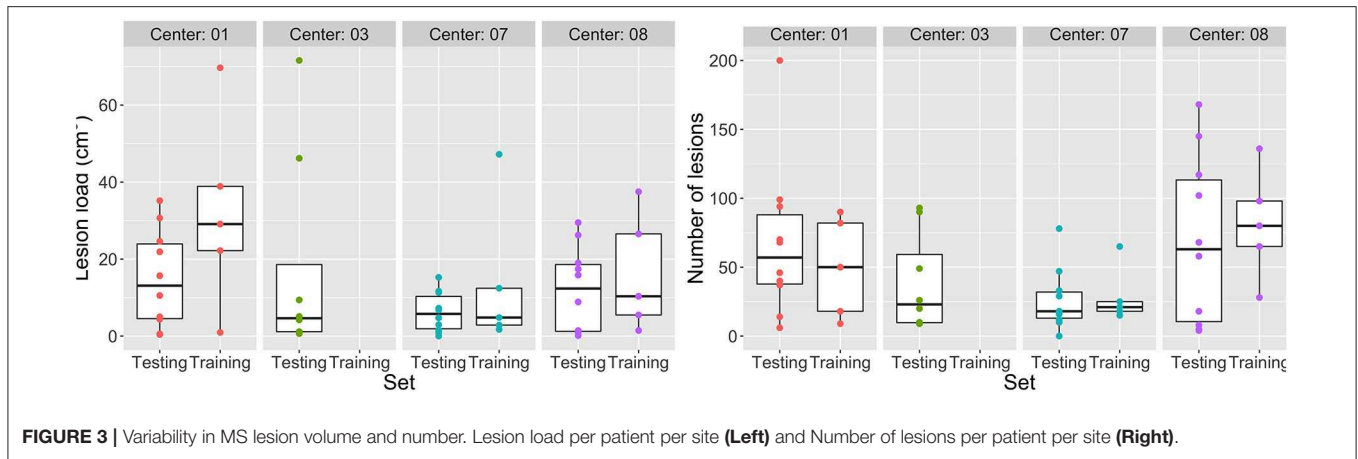 Center: 01 Center: 03 Center: 07 Center: 08
Lesion load (cm³)
60
40
20
0
Testing Training Testing Training Testing Training Testing Training
Set
Center: 01 Center: 03 Center: 07 Center: 08
Number of lesions
200
150
100
50
0
Testing Training Testing Training Testing Training Testing Training
Set
FIGURE 3 | Variability in MS lesion volume and number. Lesion load per patient per site (Left) and Number of lesions per patient per site (Right).